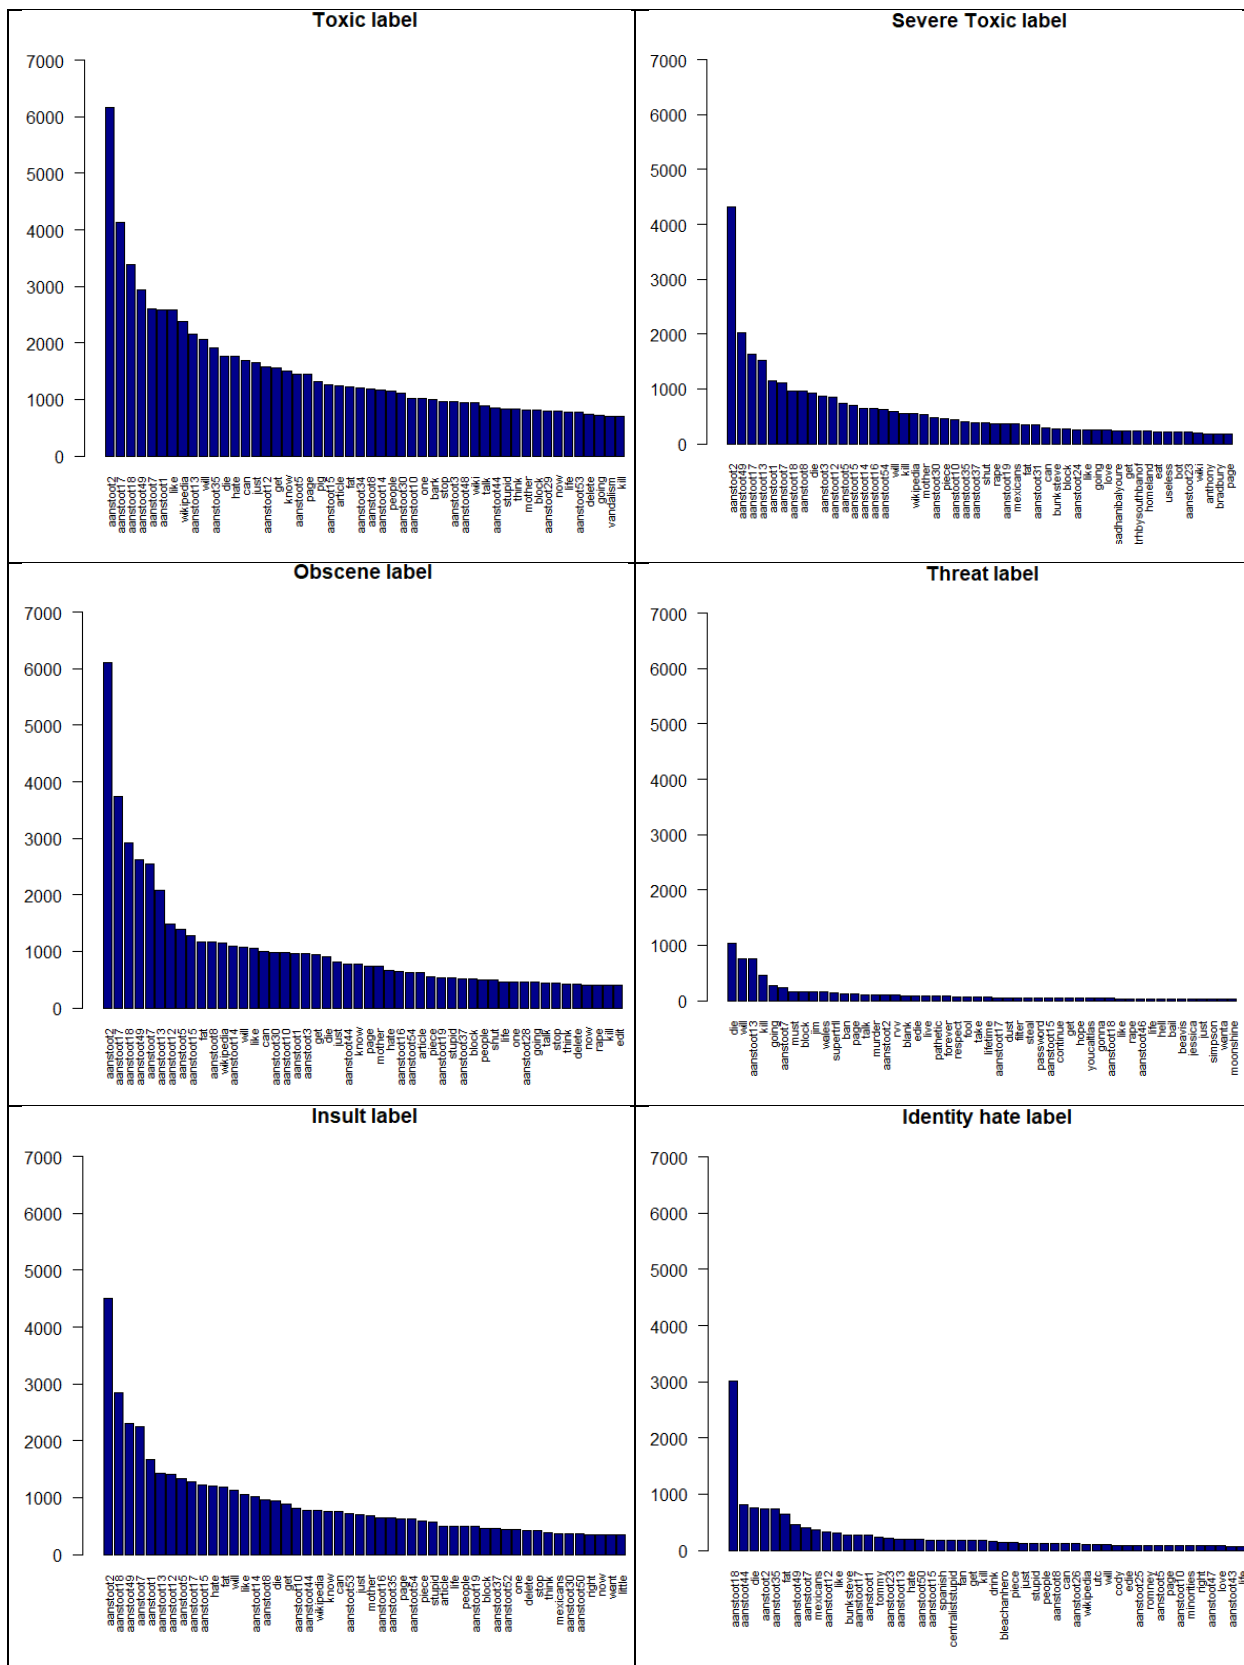 Toxic label
7000
6000
5000
4000
3000
2000
1000
0
aanstoot2
aanstoot17
aanstoot18
aanstoot49
aanstoot7
aanstoot1
like
wikipedia
aanstoot13
will
aanstoot35
die
hate
can
just
aanstoot12
get
know
aanstoot5
page
pig
aanstoot15
article
fat
aanstoot34
aanstoot8
aanstoot14
people
aanstoot30
aanstoot10
one
bark
stop
aanstoot3
aanstoot48
wiki
talk
aanstoot44
stupid
think
mother
block
aanstoot29
now
life
aanstoot53
delete
going
vandalism
kill
Severe Toxic label
7000
6000
5000
4000
3000
2000
1000
0
aanstoot2
aanstoot49
aanstoot17
aanstoot13
aanstoot1
aanstoot7
aanstoot18
aanstoot8
die
aanstoot3
aanstoot12
aanstoot5
aanstoot15
aanstoot14
aanstoot16
aanstoot54
will
kill
wikipedia
mother
aanstoot30
piece
aanstoot10
aanstoot35
aanstoot37
shut
rape
aanstoot19
mexicans
fat
aanstoot31
can
bunksteve
block
aanstoot24
like
going
love
get
homeland
eat
useless
bot
aanstoot23
wiki
anthony
bradbury
page
Obscene label
7000
6000
5000
4000
3000
2000
1000
0
aanstoot2
aanstoot17
aanstoot18
aanstoot49
aanstoot7
aanstoot13
aanstoot12
aanstoot5
aanstoot15
fat
aanstoot8
wikipedia
aanstoot14
will
like
can
aanstoot30
aanstoot10
aanstoot1
aanstoot3
get
die
just
aanstoot44
know
page
mother
hate
aanstoot16
aanstoot54
article
piece
aanstoot19
stupid
aanstoot37
block
people
shut
life
one
aanstoot28
going
talk
stop
think
delete
now
rape
kill
edit
Threat label
7000
6000
5000
4000
3000
2000
1000
0
die
will
aanstoot13
kill
going
aanstoot7
must
block
jim
wales
supertr0ll
ban
page
talk
murder
aanstoot2
rvv
blank
edie
live
pathetic
forever
respect
fool
take
lifetime
aanstoot17
dust
filter
steal
password
aanstoot15
continue
get
hope
youcaltlas
gonna
aanstoot18
like
rape
aanstoot46
life
hell
ball
beavis
jessica
just
simpson
wanta
moonshine
Insult label
7000
6000
5000
4000
3000
2000
1000
0
aanstoot2
aanstoot18
aanstoot49
aanstoot7
aanstoot1
aanstoot13
aanstoot12
aanstoot5
aanstoot17
aanstoot15
hate
fat
will
like
aanstoot14
aanstoot8
die
get
aanstoot10
aanstoot44
wikipedia
know
can
aanstoot53
just
mother
aanstoot16
aanstoot35
page
aanstoot54
piece
stupid
article
life
people
aanstoot19
block
aanstoot37
aanstoot52
one
delete
stop
think
mexicans
aanstoot30
aanstoot50
right
now
want
little
Identity hate label
7000
6000
5000
4000
3000
2000
1000
0
aanstoot18
aanstoot44
die
aanstoot2
aanstoot35
fat
aanstoot49
aanstoot7
mexicans
aanstoot12
like
bunksteve
aanstoot17
aanstoot1
tommy
aanstoot23
aanstoot13
hate
aanstoot50
aanstoot15
spanish
centraliststupid
fan
get
kill
drink
bleachanhero
piece
just
stupid
people
aanstoot8
can
aanstoot26
wikipedia
utc
will
cody
edie
aanstoot25
romney
aanstoot5
page
aanstoot10
minorities
right
aanstoot47
love
aanstoot43
life